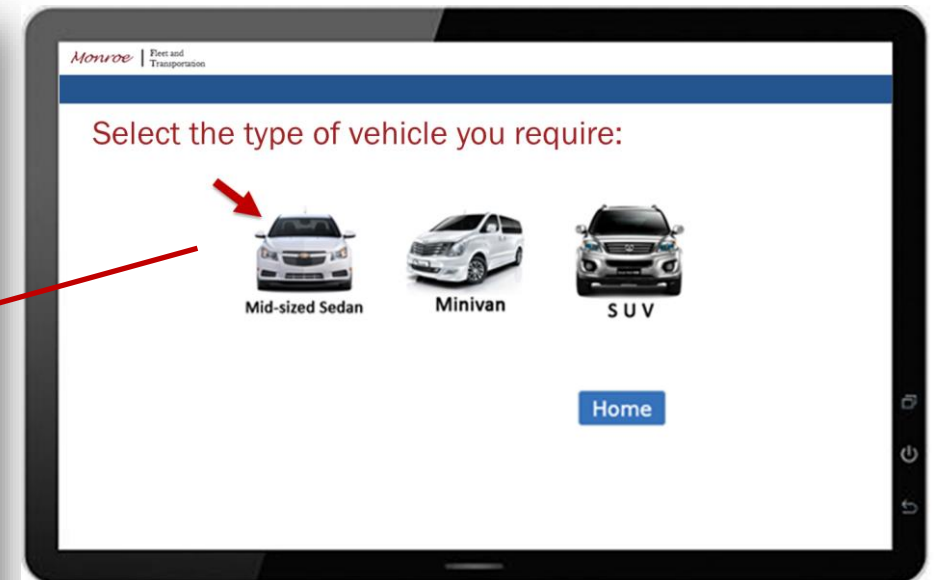 Monroe | Fleet and
Transportation
Select the type of vehicle you require:
Mid-sized Sedan
Minivan
S U V
Home